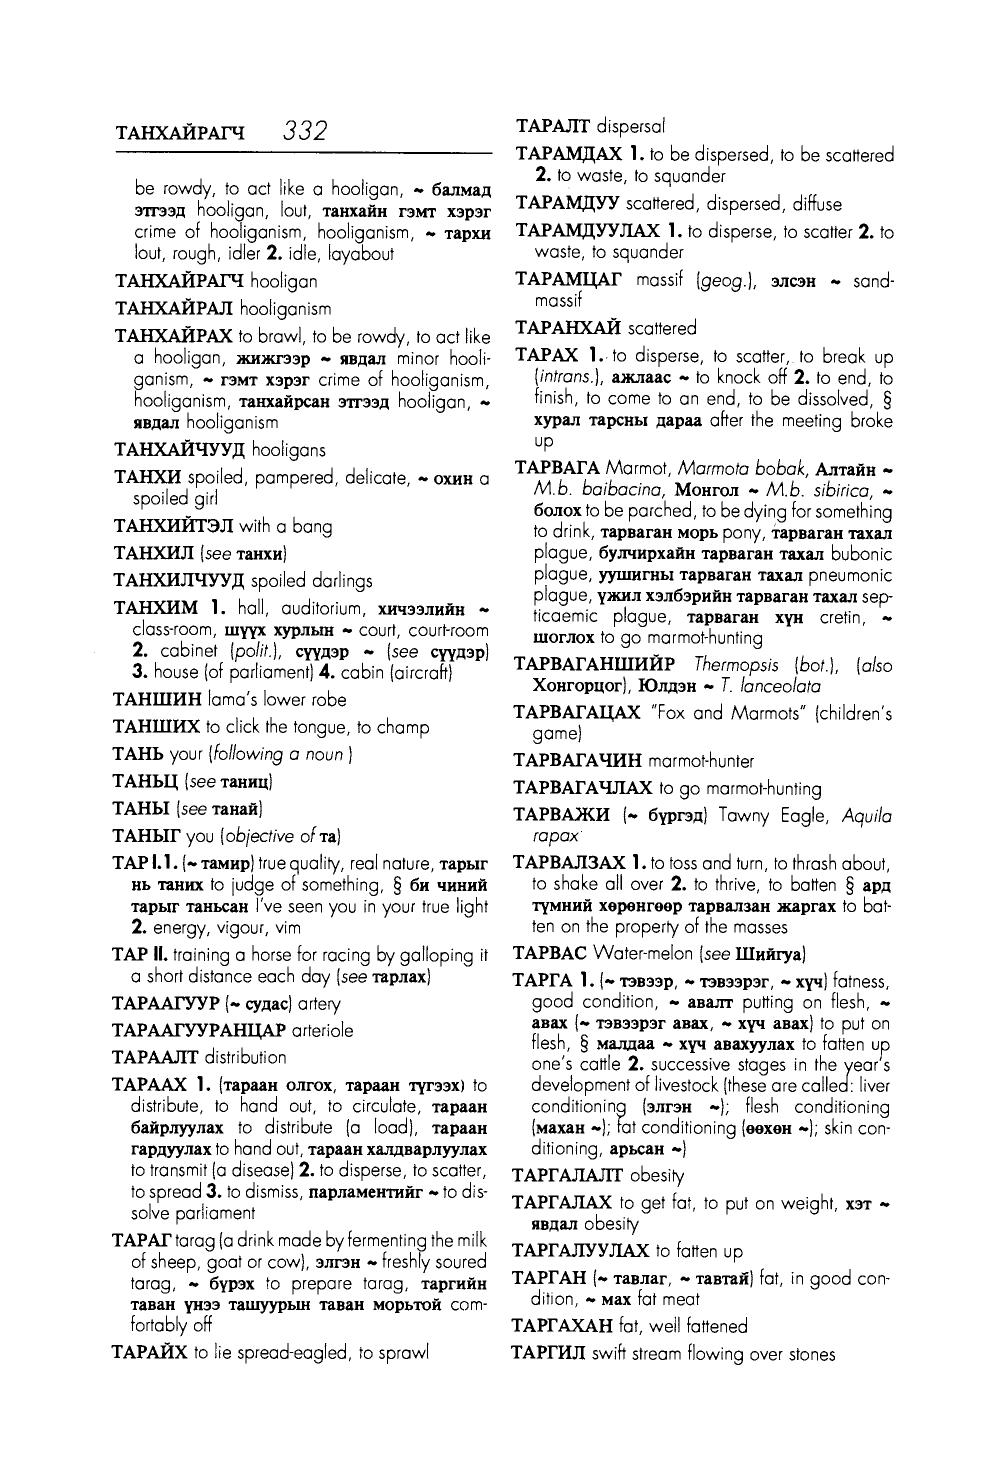 ТАНХАЙРАГЧ 332
be rowdy, to act like a hooligan, ~ балмад
этгээд hooligan, lout, танхайн гэмт хэрэг
crime of hooliganism, hooliganism, ~ тархи
lout, rough, idler 2. idle, layabout
ТАНХАЙРАГЧ hooligan
ТАНХАЙРАЛ hooliganism
ТАНХАЙРАХ to brawl, to be rowdy, to act like
a hooligan, жижгээр ~ явдал minor hooli-
ganism, ~ гэмт хэрэг crime of hooliganism,
hooliganism, танхайрсан этгээд hooligan, ~
явдал hooliganism
ТАНХАЙЧУУД hooligans
ТАНХИ spoiled, pampered, delicate, ~ охин a
spoiled girl
ТАНХИЙТЭЛ with a bang
ТАНХИЛ (see танхи)
ТАНХИЛЧУУД spoiled darlings
ТАНХИМ 1. hall, auditorium, хичээлийн ~
class-room, шүүх хурлын ~ court, court-room
2. cabinet (polit.), сүүдэр ~ (see сүүдэр)
3. house (of parliament) 4. cabin (aircraft)
ТАНШИН lama's lower robe
ТАНШИХ to click the tongue, to champ
ТАНЬ your (following a noun )
ТАНЬЦ (see таниц)
ТАНЫ (see танай)
ТАНЫГ you (objective of та)
ТАР I.1. (~ тамир) true quality, real nature, тарыг
нь таних to judge of something, § би чиний
тарыг таньсан I've seen you in your true light
2. energy, vigour, vim
ТАР II. training a horse for racing by galloping it
a short distance each day (see тарлах)
ТАРААГУУР (~ судас) artery
ТАРААГУУРАНЦАР arteriole
ТАРААЛТ distribution
ТАРААХ 1. (тараан олгох, тараан түгээх) to
distribute, to hand out, to circulate, тараан
байрлуулах to distribute (a load), тараан
гардуулах to hand out, тараан халдварлуулах
to transmit (a disease) 2. to disperse, to scatter,
to spread 3. to dismiss, парламентийг ~ to dis-
solve parliament
ТАРАГ tarag (a drink made by fermenting the milk
of sheep, goat or cow), элгэн ~ freshly soured
tarag, ~ бүрэх to prepare tarag, таргийн
таван үнээ ташуурын таван морьтой com-
fortably off
ТАРАЙХ to lie spread-eagled, to sprawl
ТАРАЛТ dispersal
ТАРАМДАХ 1. to be dispersed, to be scattered
2. to waste, to squander
ТАРАМДУУ scattered, dispersed, diffuse
ТАРАМДУУЛАХ 1. to disperse, to scatter 2. to
waste, to squander
ТАРАМЦАГ massif (geog.), элсэн ~ sand-
massif
ТАРАНХАЙ scattered
ТАРАХ 1. to disperse, to scatter, to break up
(intrans.), ажлаас ~ to knock off 2. to end, to
finish, to come to an end, to be dissolved, §
хурал тарсны дараа after the meeting broke
up
ТАРВАГА Marmot, Marmota bobak, Алтайн ~
M.b. baibacina, Монгол ~ M.b. sibirica, ~
болох to be parched, to be dying for something
to drink, тарваган морь pony, тарваган тахал
plague, булчирхайн тарваган тахал bubonic
plague, уушигны тарваган тахал pneumonic
plague, үжил хэлбэрийн тарваган тахал sep-
ticaemic plague, тарваган хүн cretin, ~
шоглох to go marmot-hunting
ТАРВАГАНШИЙР Thermopsis (bot.), (also
Хонгорцог), Юлдэн ~ T. lanceolata
ТАРВАГАЦАХ "Fox and Marmots" (children's
game)
ТАРВАГАЧИН marmot-hunter
ТАРВАГАЧЛАХ to go marmot-hunting
ТАРВАЖИ (~ бүргэд) Tawny Eagle, Aquila
rapax
ТАРВАЛЗАХ 1. to toss and turn, to thrash about,
to shake all over 2. to thrive, to batten § ард
түмний хөрөнгөөр тарвалзан жаргах to bat-
ten on the property of the masses
ТАРВАС Water-melon (see Шийгуа)
ТАРГА 1. (~ тэвээр, ~ тэвээрэг, ~ хүч) fatness,
good condition, ~ авалт putting on flesh, ~
авах (~ тэвээрэг авах, ~ хүч авах) to put on
flesh, § малдаа ~ хүч авахуулах to fatten up
one's cattle 2. successive stages in the year's
development of livestock (these are called: liver
conditioning (элгэн ~); flesh conditioning
(махан ~); fat conditioning (өөхөн ~); skin con-
ditioning, арьсан ~)
ТАРГАЛАЛТ obesity
ТАРГАЛАХ to get fat, to put on weight, хэт ~
явдал obesity
ТАРГАЛУУЛАХ to fatten up
ТАРГАН (~ тавлаг, ~ тавтай) fat, in good con-
dition, ~ мах fat meat
ТАРГАХАН fat, well fattened
ТАРГИЛ swift stream flowing over stones